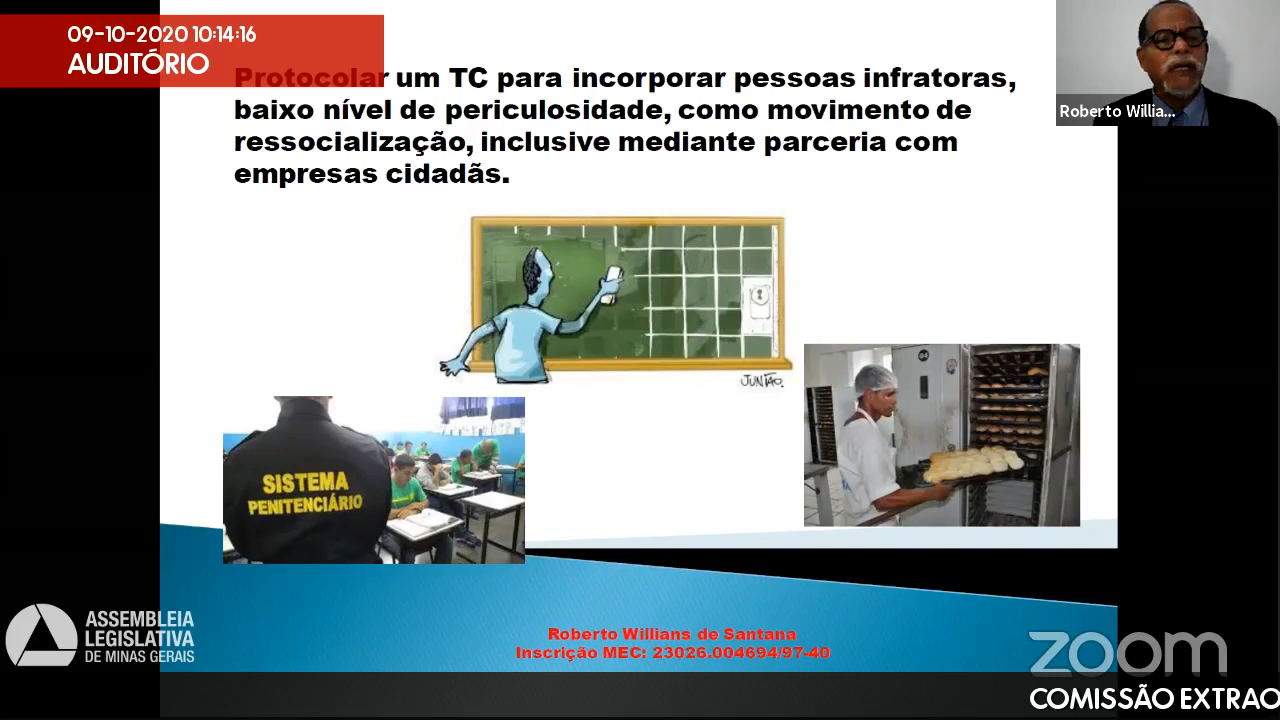 09-10-2020 10:14:16
AUDITÓRIO
Protocolar um TC para incorporar pessoas infratoras,
baixo nível de periculosidade, como movimento de
ressocialização, inclusive mediante parceria com
empresas cidadãs.
Roberto Willia...
JUNIÃO.
04
SISTEMA
PENITENCIÁRIO
Roberto Willians de Santana
Inscrição MEC: 23026.004694/97-40
ASSEMBLEIA
LEGISLATIVA
DE MINAS GERAIS
zoom
COMISSÃO EXTRAO